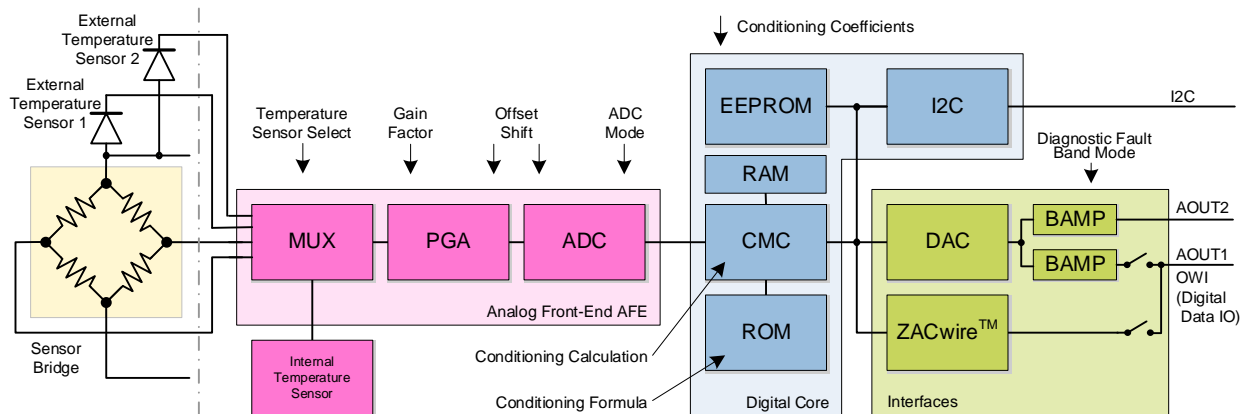 External
Temperature
Sensor 2
External
Temperature
Sensor 1
Sensor
Bridge
Temperature
Sensor Select
Gain
Factor
Offset
Shift
ADC
Mode
MUX
PGA
ADC
Analog Front-End AFE
Internal
Temperature
Sensor
Conditioning Coefficients
EEPROM
I2C
RAM
CMC
ROM
Conditioning Calculation
Conditioning Formula
Digital Core
I2C
Diagnostic Fault
Band Mode
DAC
BAMP
BAMP
ZACwire™
Interfaces
AOUT2
AOUT1
OWI
(Digital
Data IO)